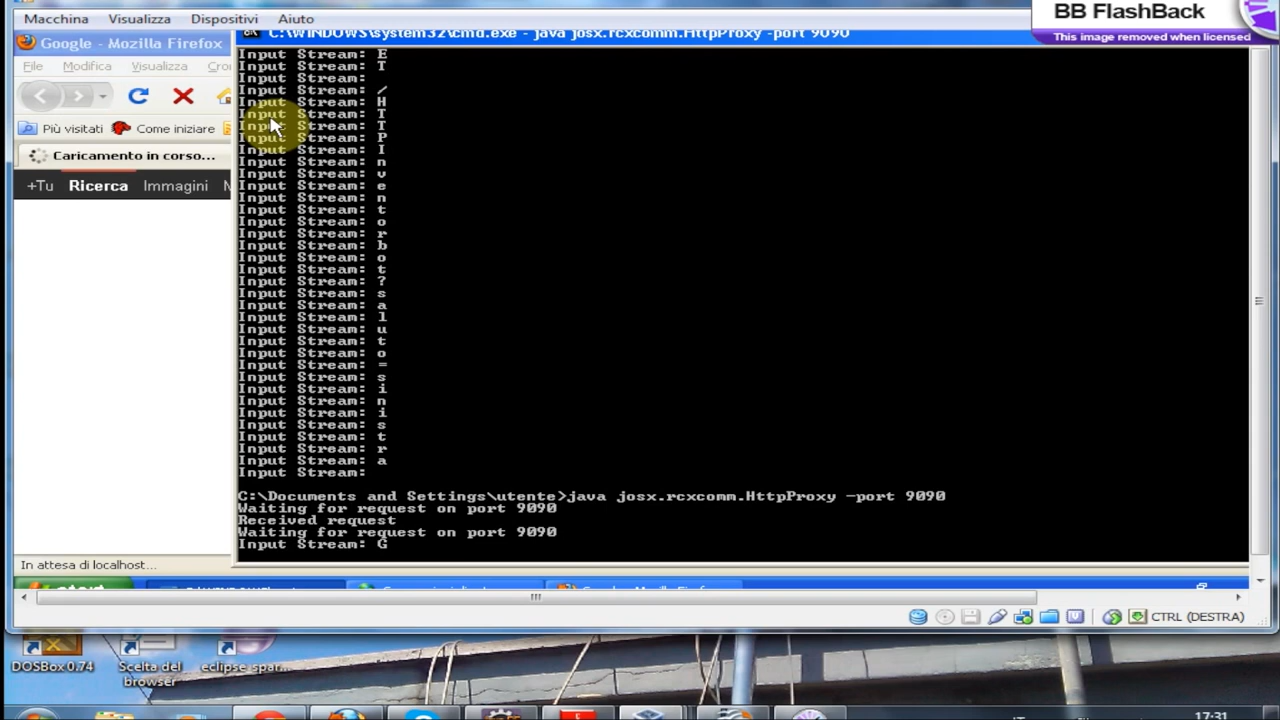 Macchina Visualizza Dispositivi Aiuto
BB FlashBack
This image removed when licensed
C:\WINDOWS\system32\cmd.exe - java josx.rcxcomm.HttpProxy -port 9090
Google - Mozilla Firefox
File Modifica Visualizza Cro
Più visitati Come iniziare
Caricamento in corso...
+Tu Ricerca Immagini
Input Stream: E
Input Stream: T
Input Stream:
Input Stream: /
Input Stream: H
Input Stream: T
Input Stream: T
Input Stream: P
Input Stream: I
Input Stream: n
Input Stream: v
Input Stream: e
Input Stream: n
Input Stream: t
Input Stream: o
Input Stream: r
Input Stream: b
Input Stream: o
Input Stream: t
Input Stream: ?
Input Stream: s
Input Stream: a
Input Stream: l
Input Stream: u
Input Stream: t
Input Stream: o
Input Stream: =
Input Stream: s
Input Stream: i
Input Stream: n
Input Stream: i
Input Stream: s
Input Stream: t
Input Stream: r
Input Stream: a
Input Stream:
C:\Documents and Settings\utente>java josx.rcxcomm.HttpProxy -port 9090
Waiting for request on port 9090
Received request
Waiting for request on port 9090
Input Stream: G
In attesa di localhost...
CTRL (DESTRA)
DOSBox 0.74
Scelta del
browser
eclipse spar...
17:31